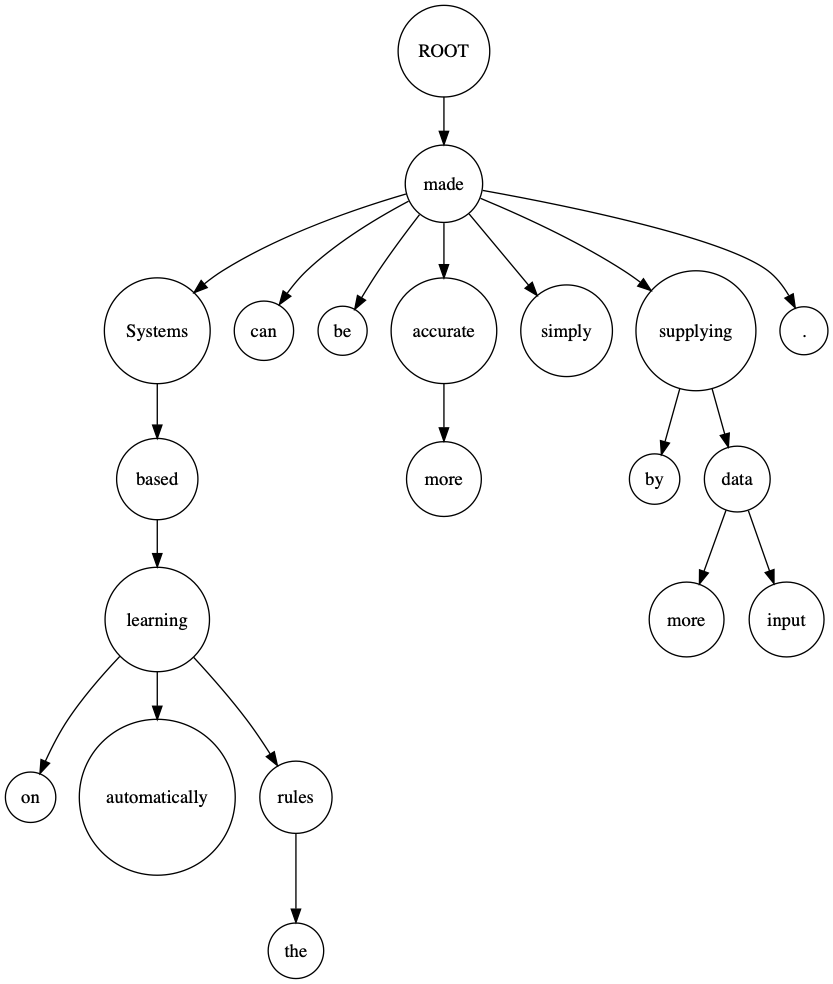 ROOT
made
Systems can be accurate simply supplying .
based more by data
learning more input
on automatically rules
the